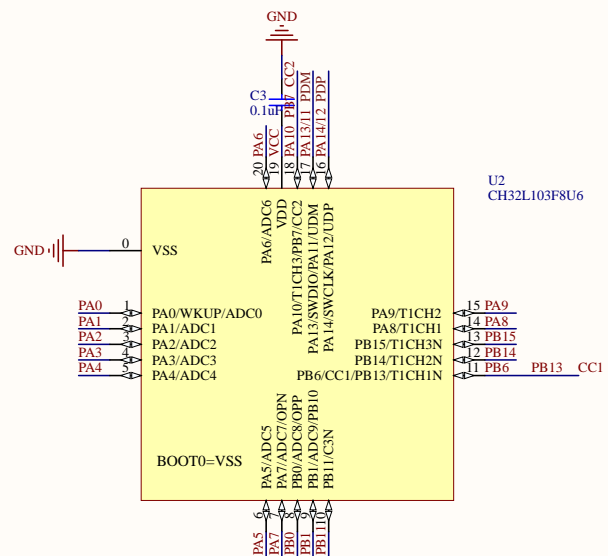 GND
C3
0.1uF
PA6
VCC
PA10 PB7 CC2
PA13/11 PDM
PA14/12 PDP
20
19
18
17
16
U2
CH32L103F8U6
PA6/ADC6
VDD
PA10/T1CH3/PB7/CC2
PA13/SWDIO/PA11/UDM
PA14/SWCLK/PA12/UDP
GND
0
VSS
PA0 1 PA0/WKUP/ADC0
PA1 2 PA1/ADC1
PA2 3 PA2/ADC2
PA3 4 PA3/ADC3
PA4 5 PA4/ADC4
PA9/T1CH2 15 PA9
PA8/T1CH1 14 PA8
PB15/T1CH3N 13 PB15
PB14/T1CH2N 12 PB14
PB6/CC1/PB13/T1CH1N 11 PB6 PB13 CC1
BOOT0=VSS
PA5/ADC5
PA7/ADC7/OPN
PB0/ADC8/OPP
PB1/ADC9/PB10
PB11/C3N
6
7
8
9
10
PA5
PA7
PB0
PB1
PB11